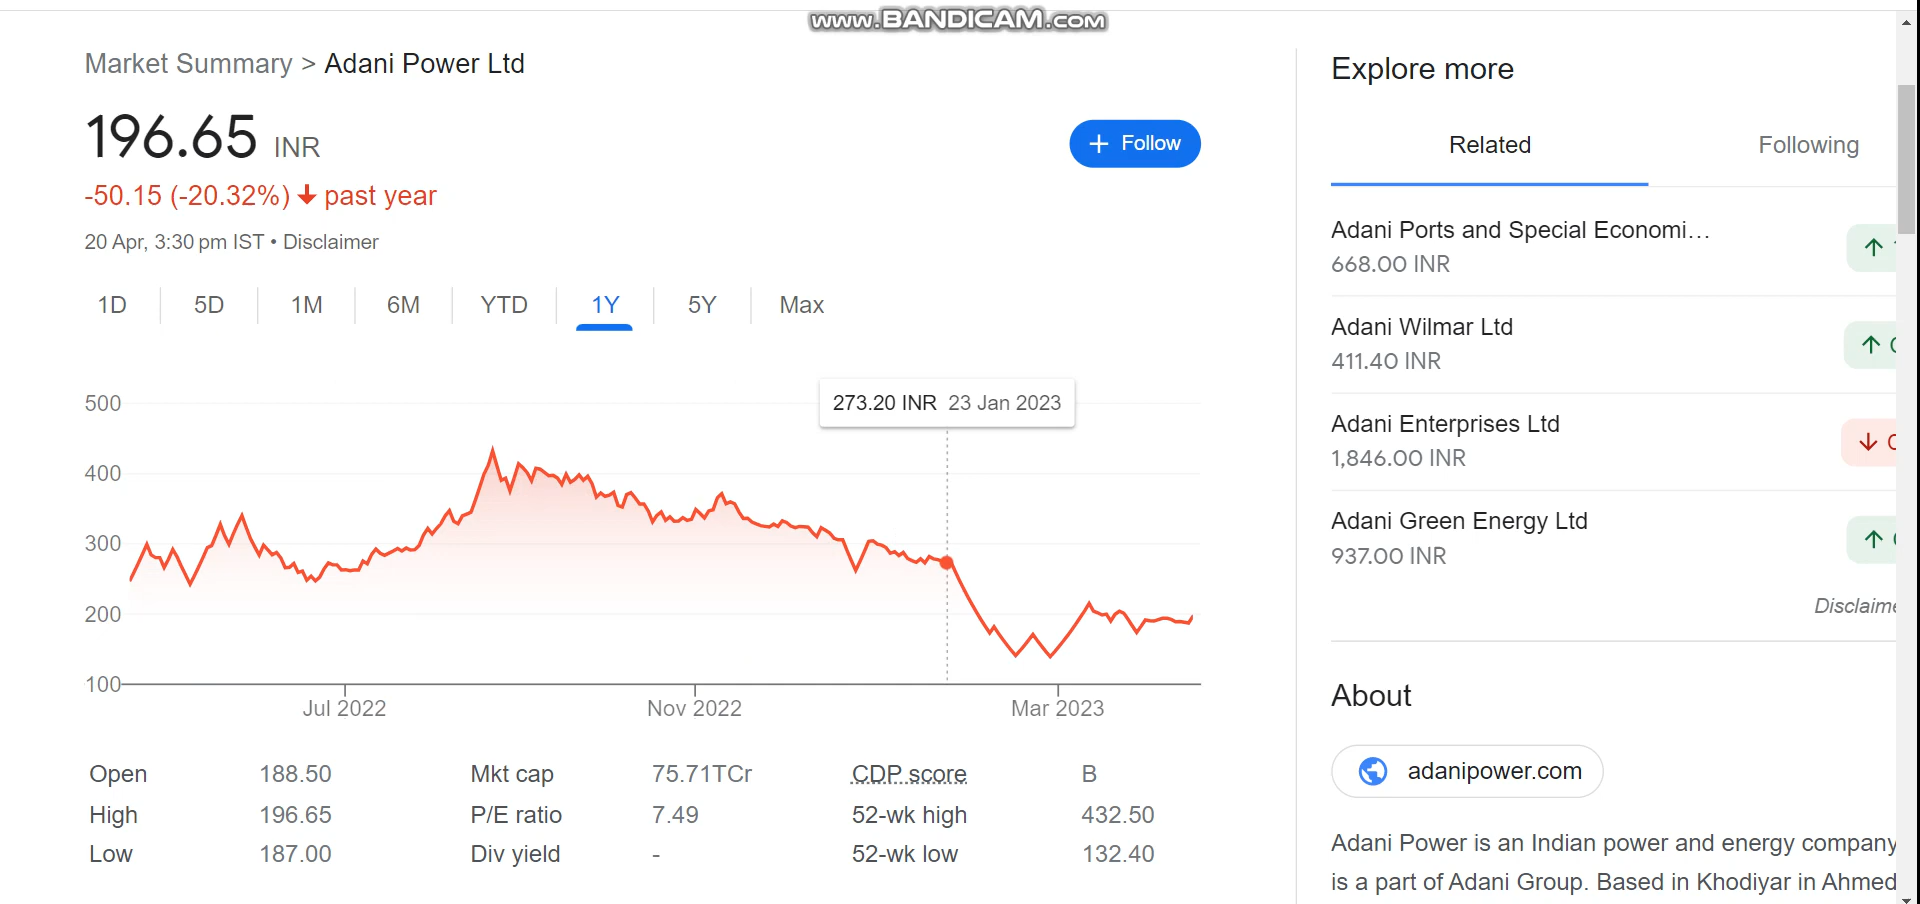 www.BANDICAM.com
Market Summary > Adani Power Ltd
196.65 INR
+ Follow
-50.15 (-20.32%) ↓ past year
20 Apr, 3:30 pm IST • Disclaimer
1D 5D 1M 6M YTD 1Y 5Y Max
273.20 INR 23 Jan 2023
500
400
300
200
100
Jul 2022 Nov 2022 Mar 2023
Open 188.50 Mkt cap 75.71TCr CDP score B
High 196.65 P/E ratio 7.49 52-wk high 432.50
Low 187.00 Div yield - 52-wk low 132.40
Explore more
Related Following
Adani Ports and Special Economi...
668.00 INR
Adani Wilmar Ltd
411.40 INR
Adani Enterprises Ltd
1,846.00 INR
Adani Green Energy Ltd
937.00 INR
Disclaime
About
adanipower.com
Adani Power is an Indian power and energy company
is a part of Adani Group. Based in Khodiyar in Ahmed